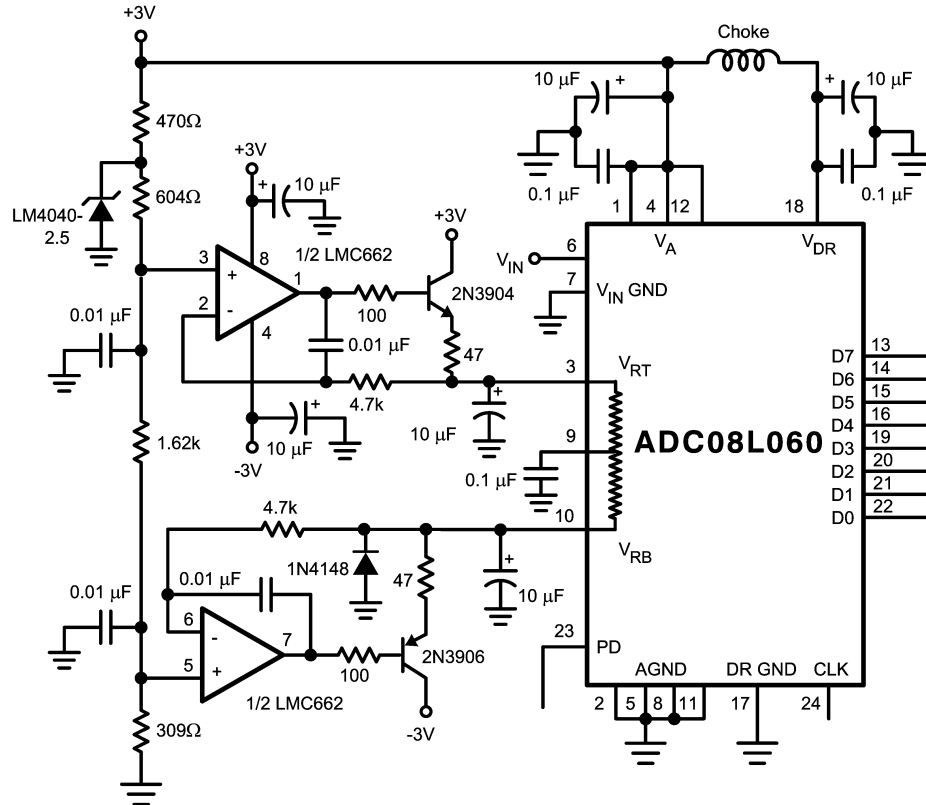 +3V
Choke
10 µF
+
+
10 µF
470Ω
+3V
604Ω
+
10 µF
0.1 µF
0.1 µF
LM4040-
2.5
+3V
1
4
12
18
V_A
V_DR
3
+
8
1/2 LMC662
1
V_IN
6
2
-
4
2N3904
7
V_IN GND
100
0.01 µF
0.01 µF
47
D7
13
3
V_RT
D6
14
4.7k
+
D5
15
+
10 µF
10 µF
D4
16
1.62k
-3V
9
ADC08L060
D3
19
0.1 µF
D2
20
D1
21
4.7k
10
D0
22
V_RB
1N4148
47
+
0.01 µF
0.01 µF
10 µF
6
-
7
23
PD
5
+
100
2N3906
AGND
DR GND
CLK
1/2 LMC662
2
5
8
11
17
24
309Ω
-3V